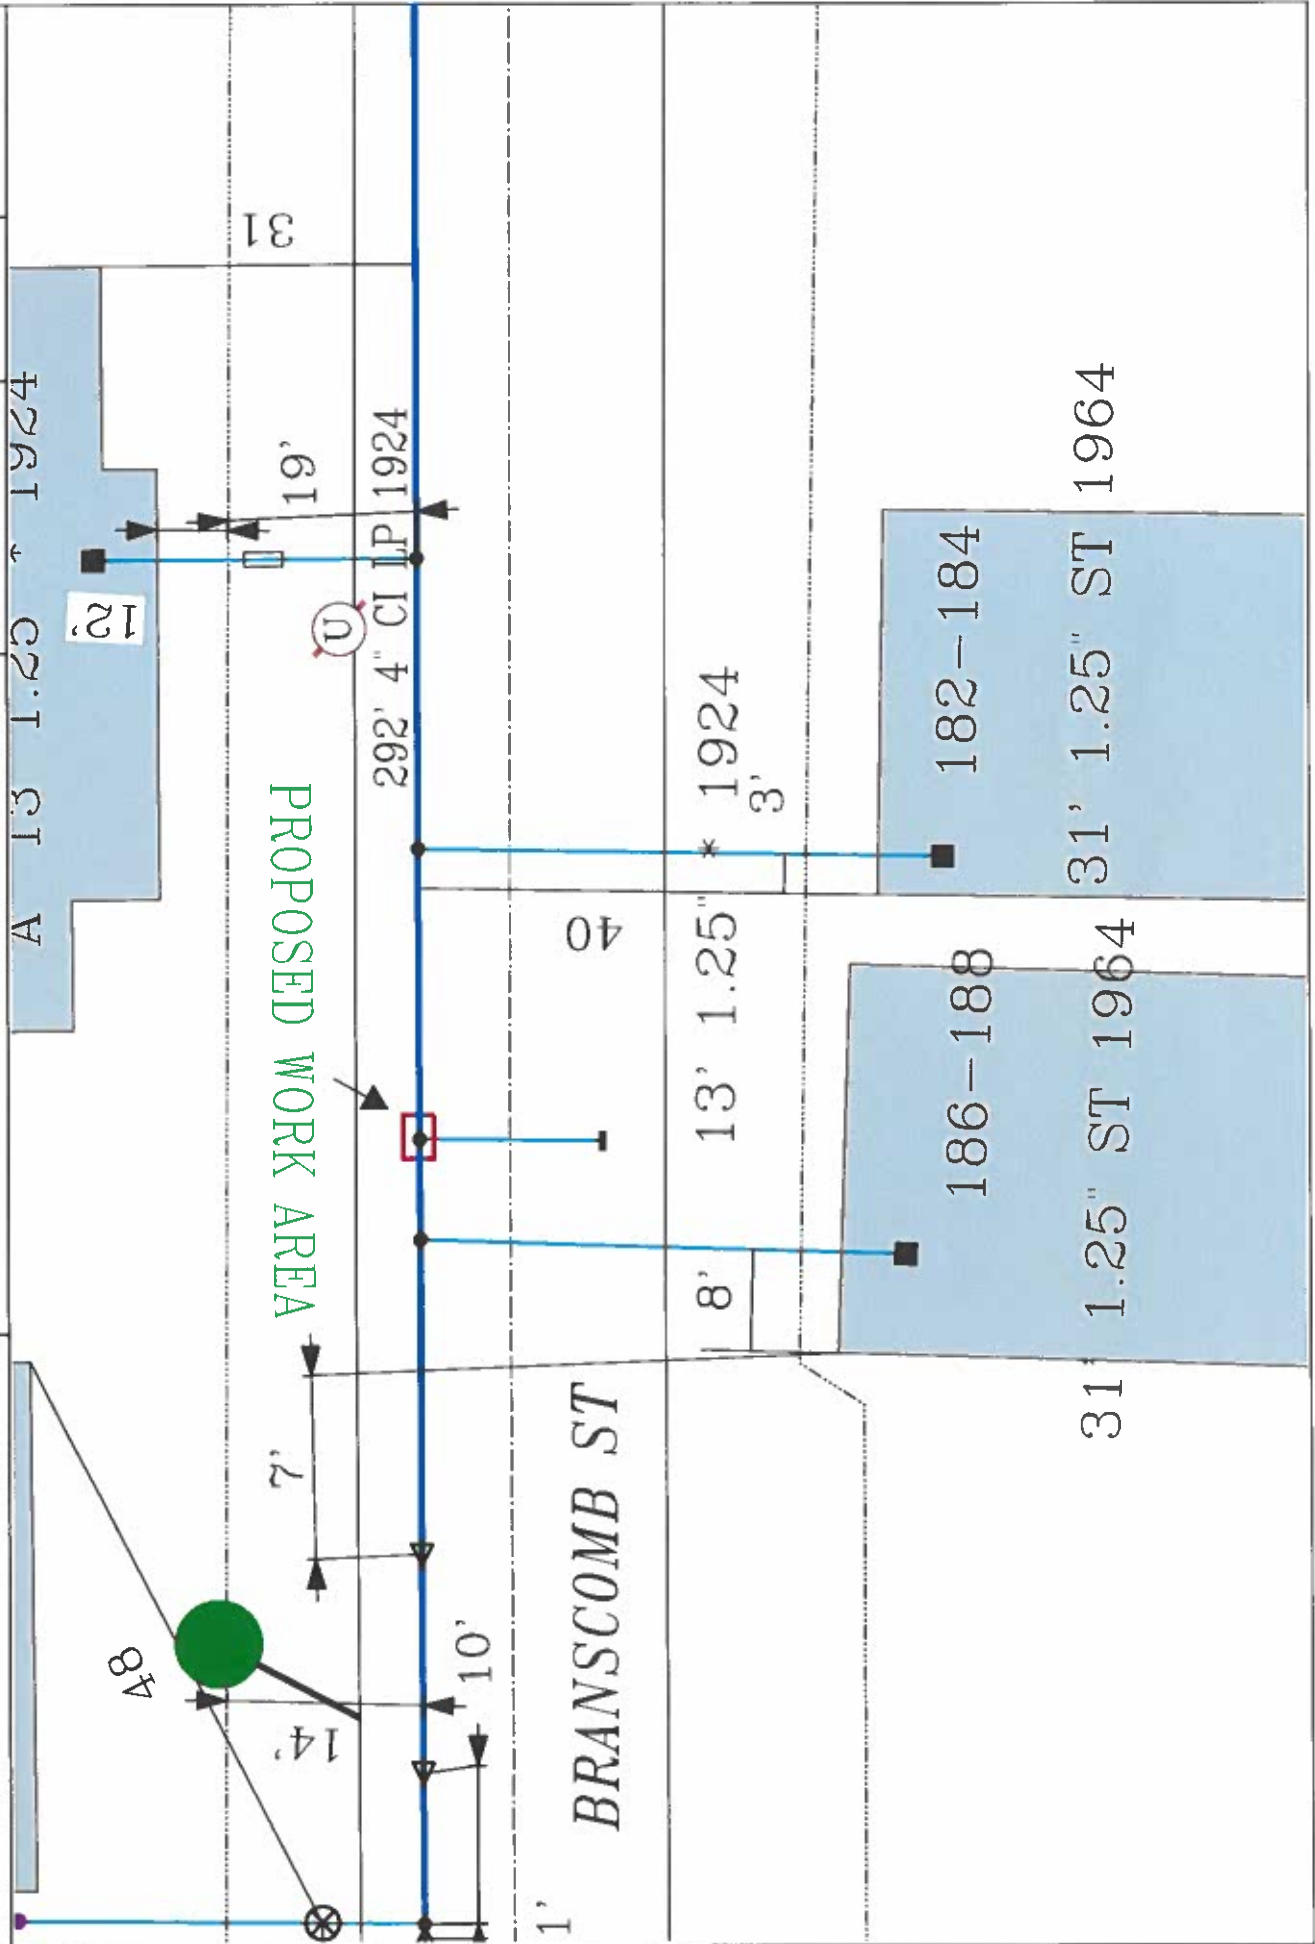 A 13 1.25 * 1924
31
12'
19'
U
292' 4" CI LP 1924
PROPOSED WORK AREA
13' 1.25" * 1924
3'
40
182-184
31' 1.25" ST 1964
186-188
31' 1.25" ST 1964
8'
7'
48
14'
10'
1'
BRANSCOMB ST